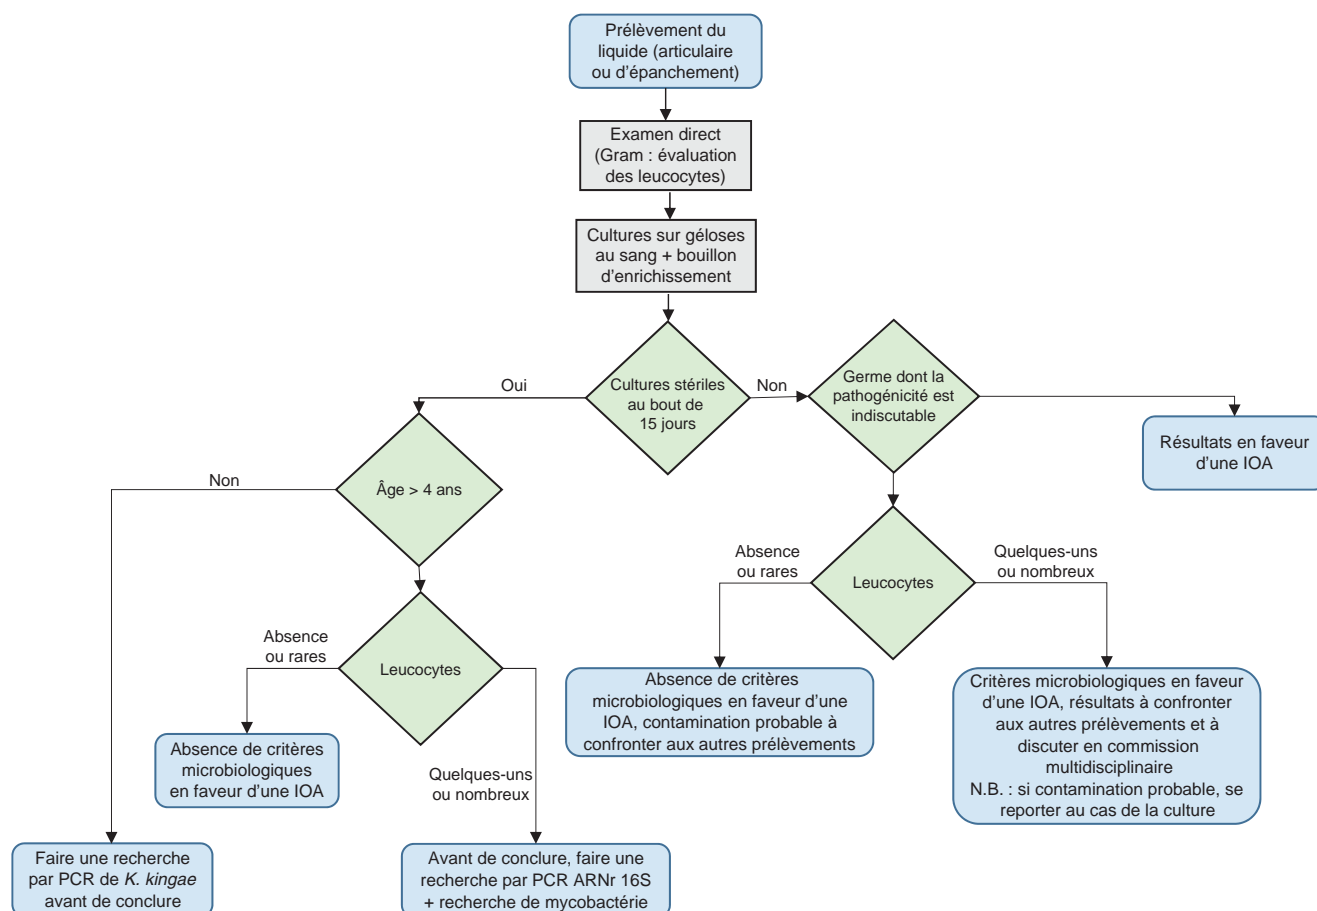 Prélèvement du
liquide (articulaire
ou d’épanchement)
Examen direct
(Gram : évaluation
des leucocytes)
Cultures sur géloses
au sang + bouillon
d’enrichissement
Cultures stériles
au bout de
15 jours
Oui
Non
Germe dont la
pathogénicité est
indiscutable
Résultats en faveur
d’une IOA
Âge > 4 ans
Non
Leucocytes
Absence
ou rares
Quelques-uns
ou nombreux
Leucocytes
Absence
ou rares
Quelques-uns
ou nombreux
Absence de critères
microbiologiques
en faveur d’une IOA
Absence de critères
microbiologiques en faveur d’une
IOA, contamination probable à
confronter aux autres prélèvements
Critères microbiologiques en faveur
d’une IOA, résultats à confronter
aux autres prélèvements et à
discuter en commission
multidisciplinaire
N.B. : si contamination probable, se
reporter au cas de la culture
Faire une recherche
par PCR de K. kingae
avant de conclure
Avant de conclure, faire une
recherche par PCR ARNr 16S
+ recherche de mycobactérie